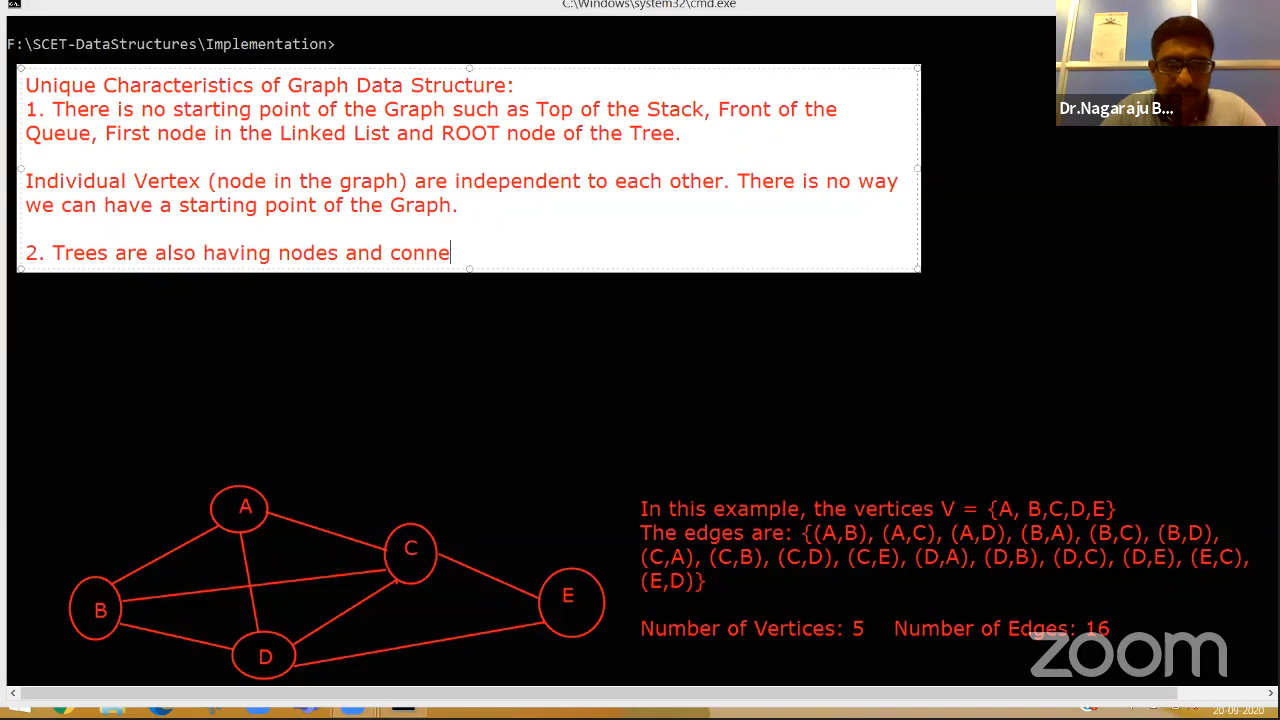 C:\Windows\system32\cmd.exe
F:\SCET-DataStructures\Implementation>
Dr.Nagaraju B...
Unique Characteristics of Graph Data Structure:
1. There is no starting point of the Graph such as Top of the Stack, Front of the
Queue, First node in the Linked List and ROOT node of the Tree.
Individual Vertex (node in the graph) are independent to each other. There is no way
we can have a starting point of the Graph.
2. Trees are also having nodes and conne
A
C
B
E
D
In this example, the vertices V = {A, B,C,D,E}
The edges are: {(A,B), (A,C), (A,D), (B,A), (B,C), (B,D),
(C,A), (C,B), (C,D), (C,E), (D,A), (D,B), (D,C), (D,E), (E,C),
(E,D)}
Number of Vertices: 5 Number of Edges: 16
zoom
20-09-2020